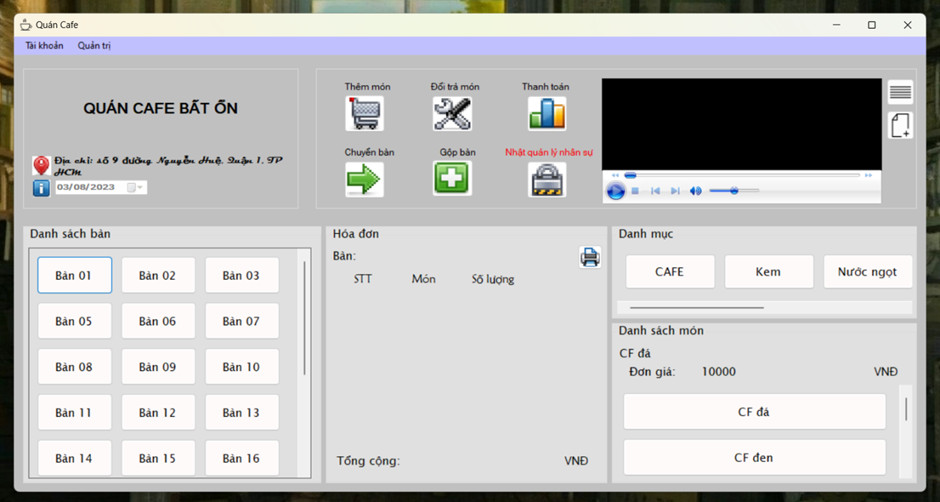 Quán Cafe
Tài khoản Quản trị
QUÁN CAFE BẤT ỔN
Địa chỉ: số 9 đường Nguyễn Huệ, Quận 1, TP
HCM
03/08/2023
Thêm món Đổi trả món Thanh toán
Chuyển bàn Gộp bàn Nhật quản lý nhân sự
Danh sách bàn
Bàn 01 Bàn 02 Bàn 03
Bàn 05 Bàn 06 Bàn 07
Bàn 08 Bàn 09 Bàn 10
Bàn 11 Bàn 12 Bàn 13
Bàn 14 Bàn 15 Bàn 16
Hóa đơn
Bàn:
STT Món Số lượng
Tổng cộng: VNĐ
Danh mục
CAFE Kem Nước ngọt
Danh sách món
CF đá
Đơn giá: 10000 VNĐ
CF đá
CF đen